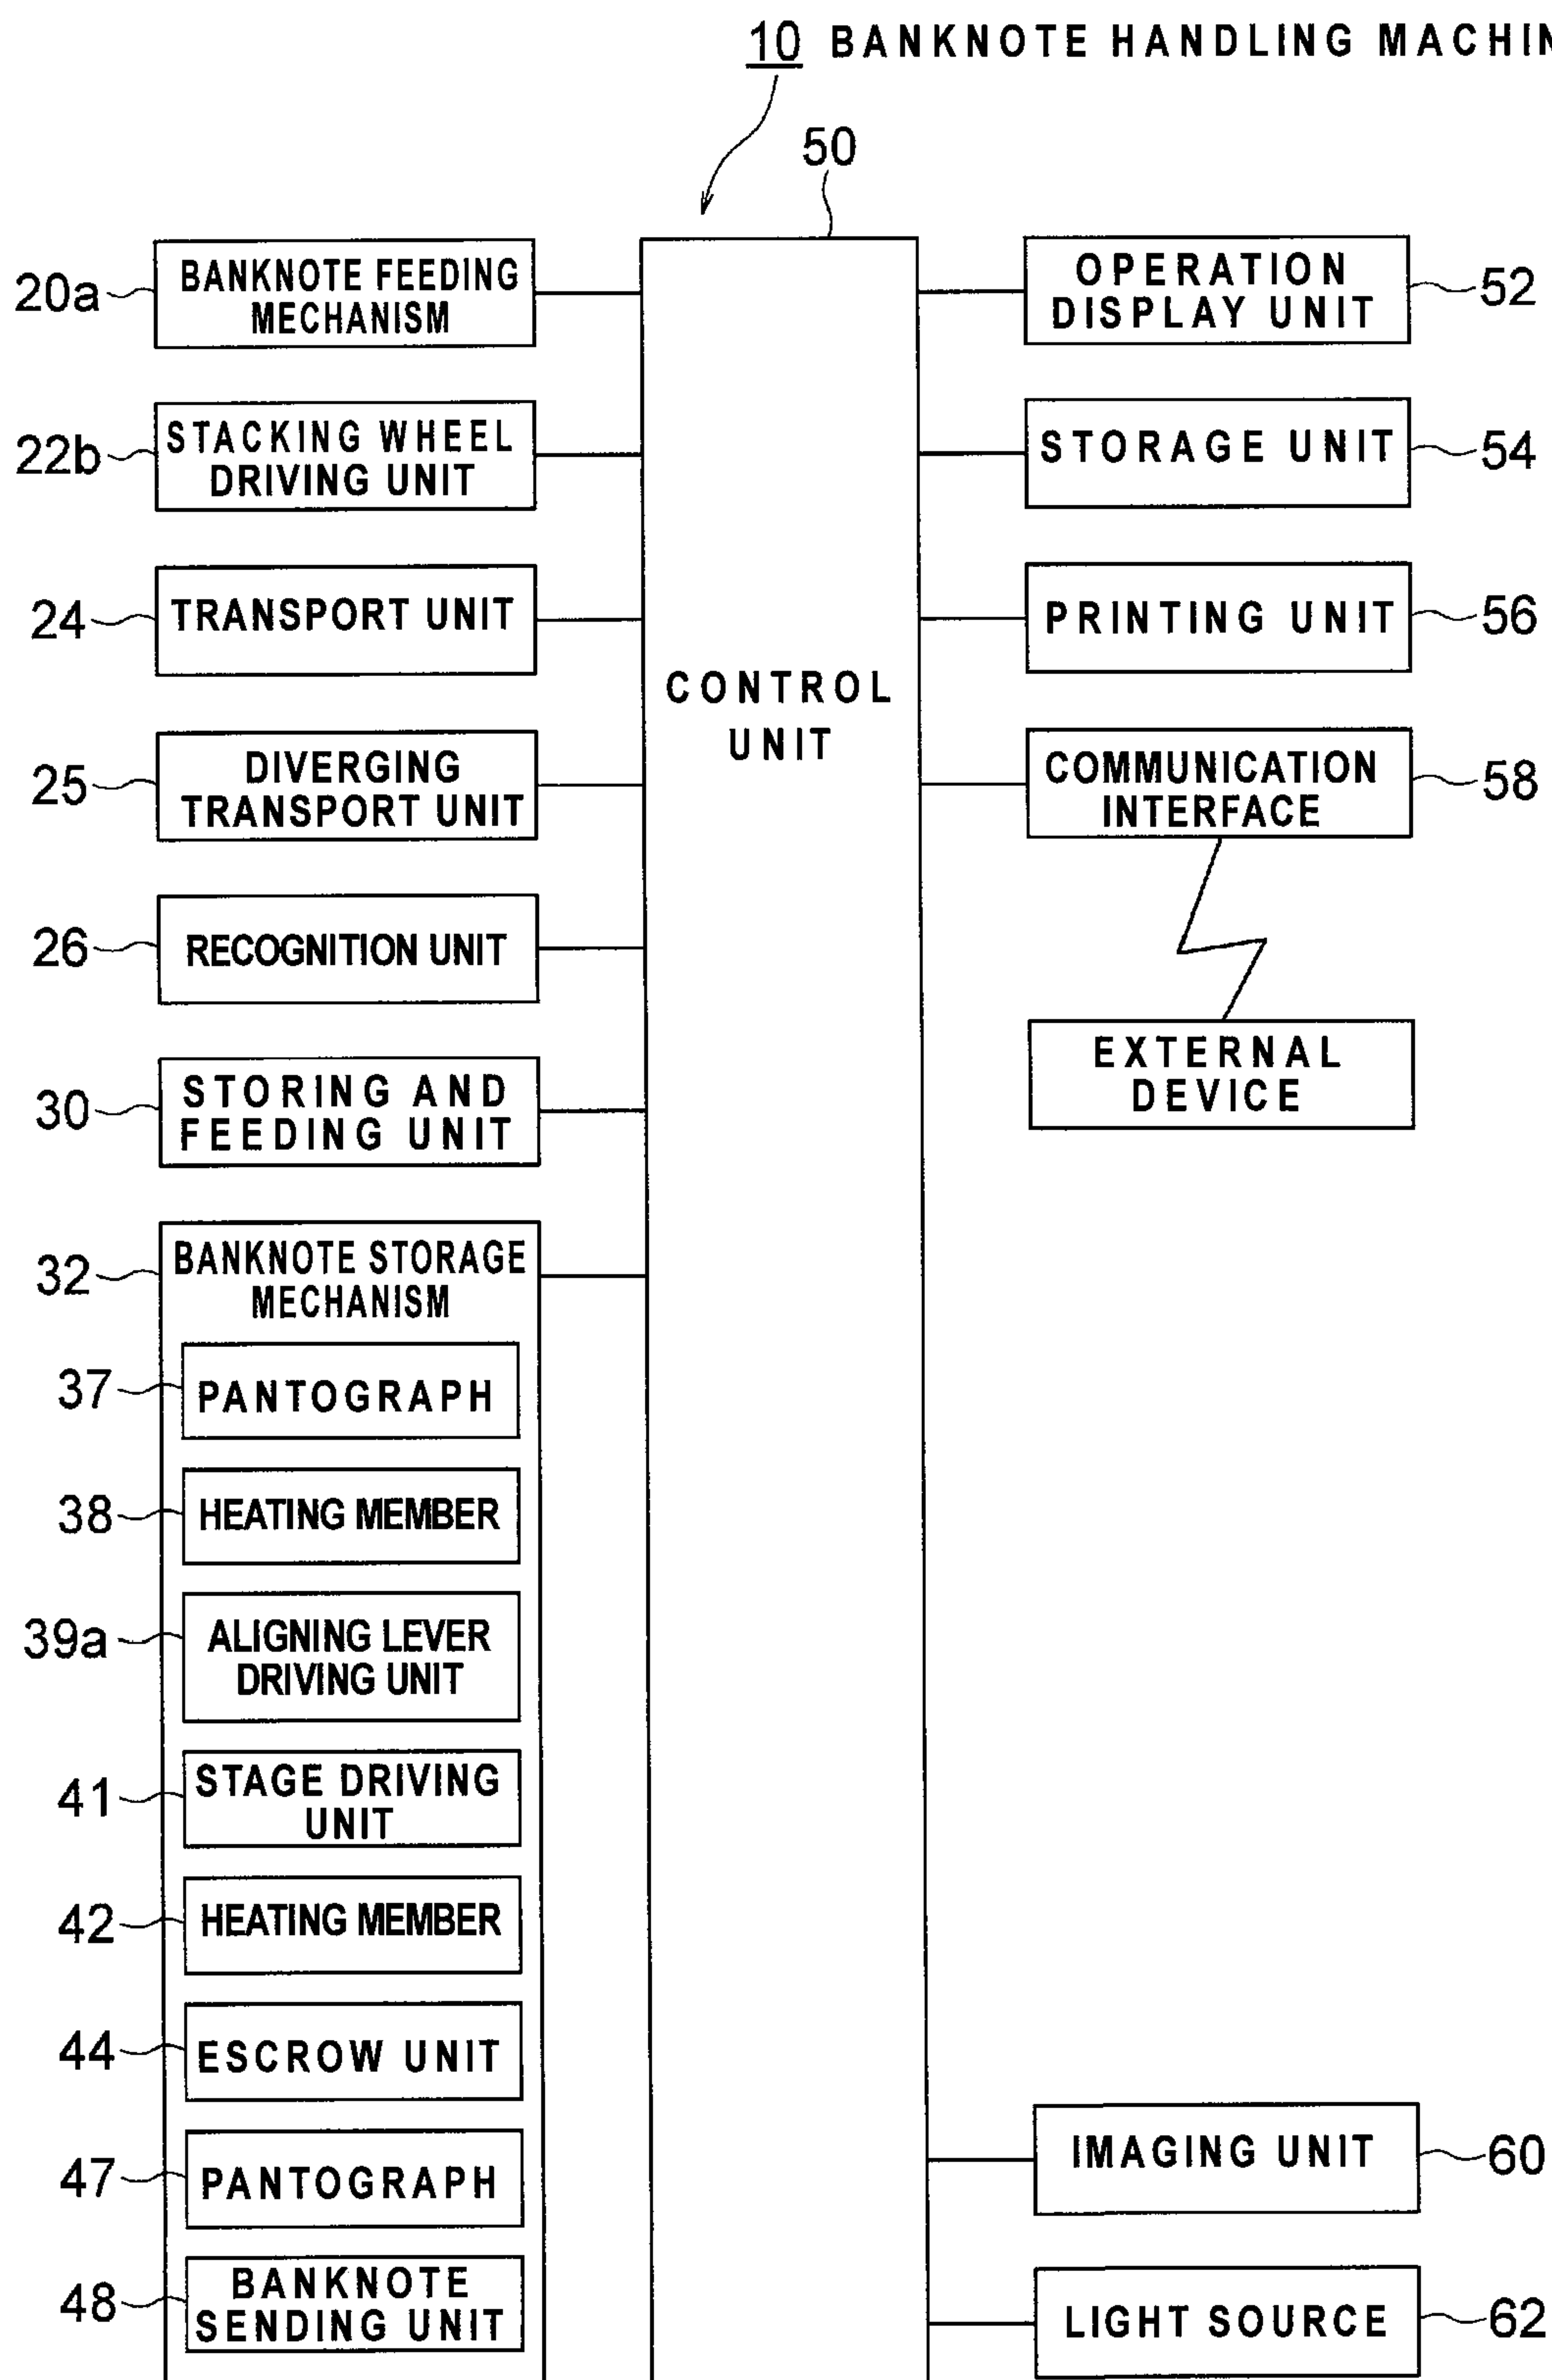 10 BANKNOTE HANDLING MACHIN
50
20a
BANKNOTE FEEDING
MECHANISM
22b
STACKING WHEEL
DRIVING UNIT
24
TRANSPORT UNIT
25
DIVERGING
TRANSPORT UNIT
26
RECOGNITION UNIT
30
STORING AND
FEEDING UNIT
32
BANKNOTE STORAGE
MECHANISM
37
PANTOGRAPH
38
HEATING MEMBER
39a
ALIGNING LEVER
DRIVING UNIT
41
STAGE DRIVING
UNIT
42
HEATING MEMBER
44
ESCROW UNIT
47
PANTOGRAPH
48
BANKNOTE
SENDING UNIT
CONTROL
UNIT
OPERATION
DISPLAY UNIT
52
STORAGE UNIT
54
PRINTING UNIT
56
COMMUNICATION
INTERFACE
58
EXTERNAL
DEVICE
IMAGING UNIT
60
LIGHT SOURCE
62